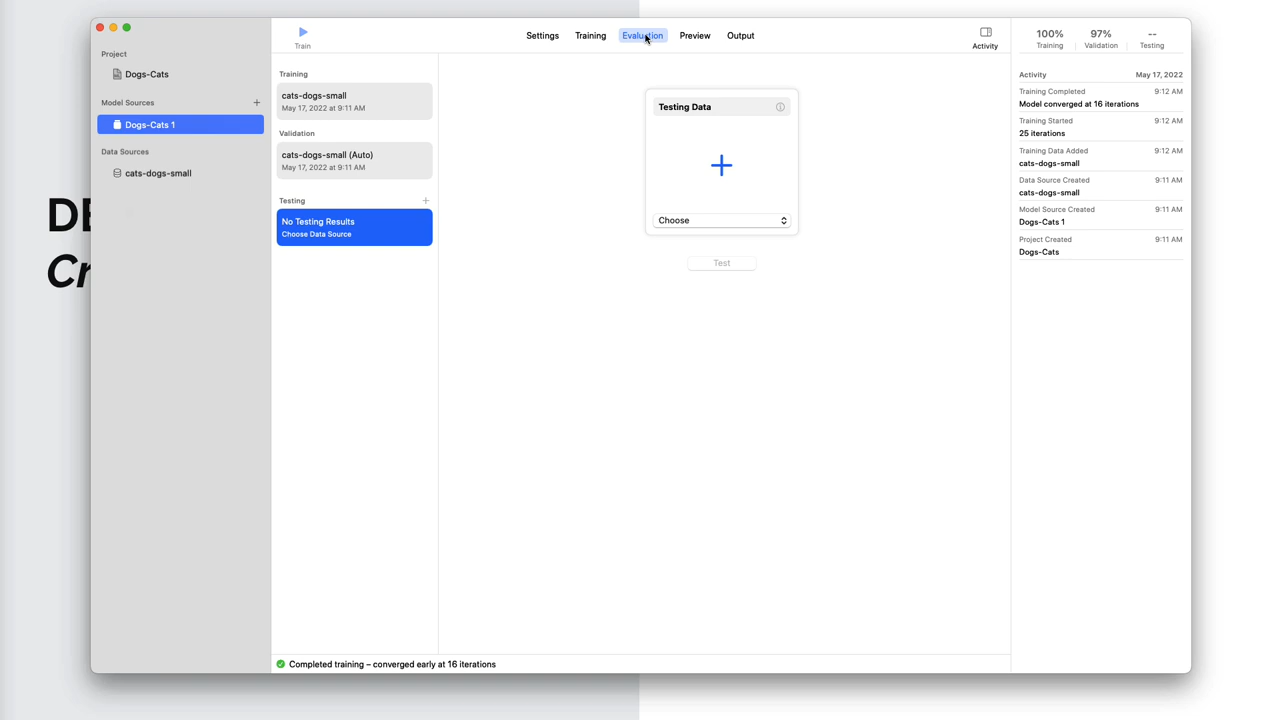 DE
Cr
Project
Dogs-Cats
Model Sources +
Dogs-Cats 1
Data Sources
cats-dogs-small
Train
Settings Training Evaluation Preview Output
Activity
Training
cats-dogs-small
May 17, 2022 at 9:11 AM
Validation
cats-dogs-small (Auto)
May 17, 2022 at 9:11 AM
Testing +
No Testing Results
Choose Data Source
Testing Data
Choose
Test
Completed training – converged early at 16 iterations
100% 97% --
Training Validation Testing
Activity May 17, 2022
Training Completed 9:12 AM
Model converged at 16 iterations
Training Started 9:12 AM
25 iterations
Training Data Added 9:12 AM
cats-dogs-small
Data Source Created 9:11 AM
cats-dogs-small
Model Source Created 9:11 AM
Dogs-Cats 1
Project Created 9:11 AM
Dogs-Cats